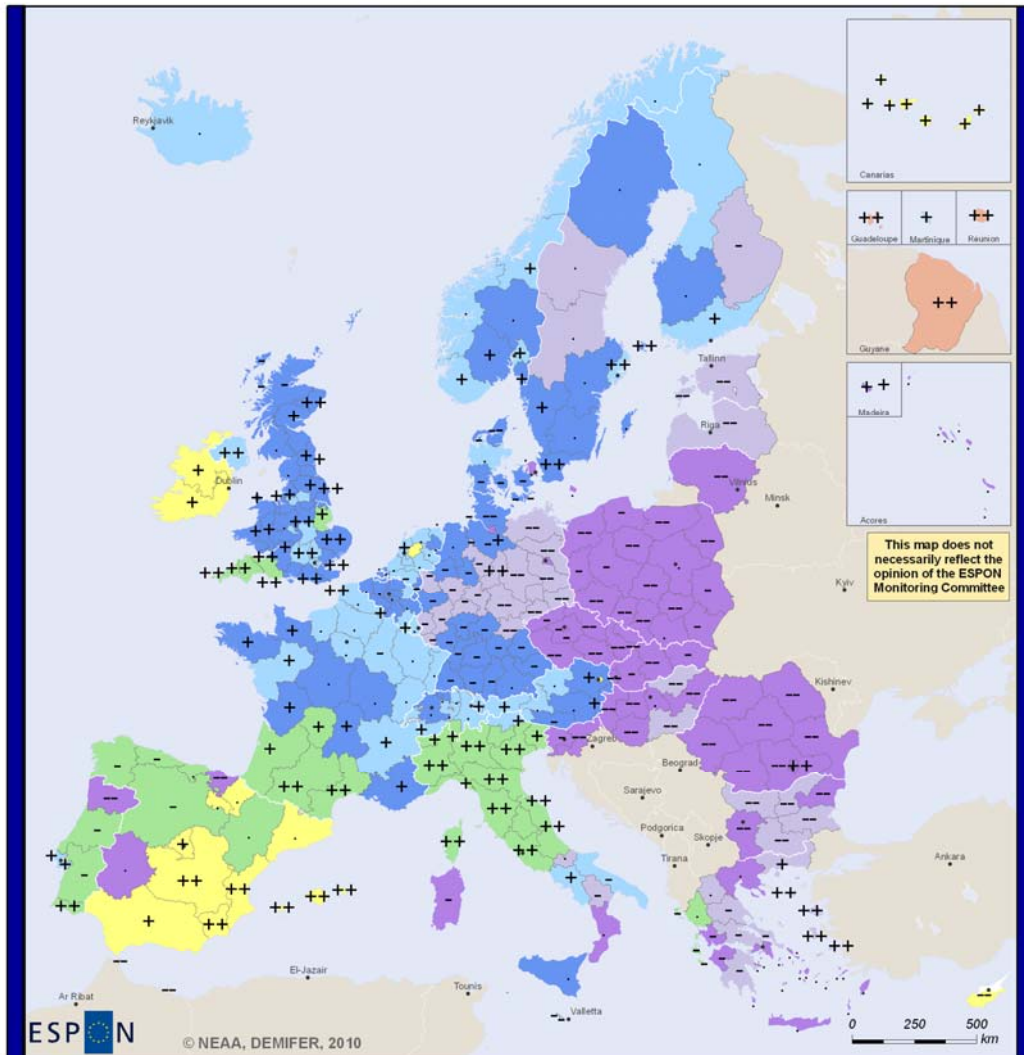 Reykjavik
Canarias
Guadeloupe
Martinique
Reunion
Guyane
Madeira
Acores
This map does not
necessarily reflect the
opinion of the ESPON
Monitoring Committee
Tallinn
Riga
Dublin
Vilnius
Minsk
Kyiv
Kishinev
Zagreb
Beograd
Sarajevo
Podgorica
Skopje
Tirana
Ankara
El-Jazair
Tounis
Ar Ribat
Valletta
ESPON
© NEAA, DEMIFER, 2010
0 250 500
km